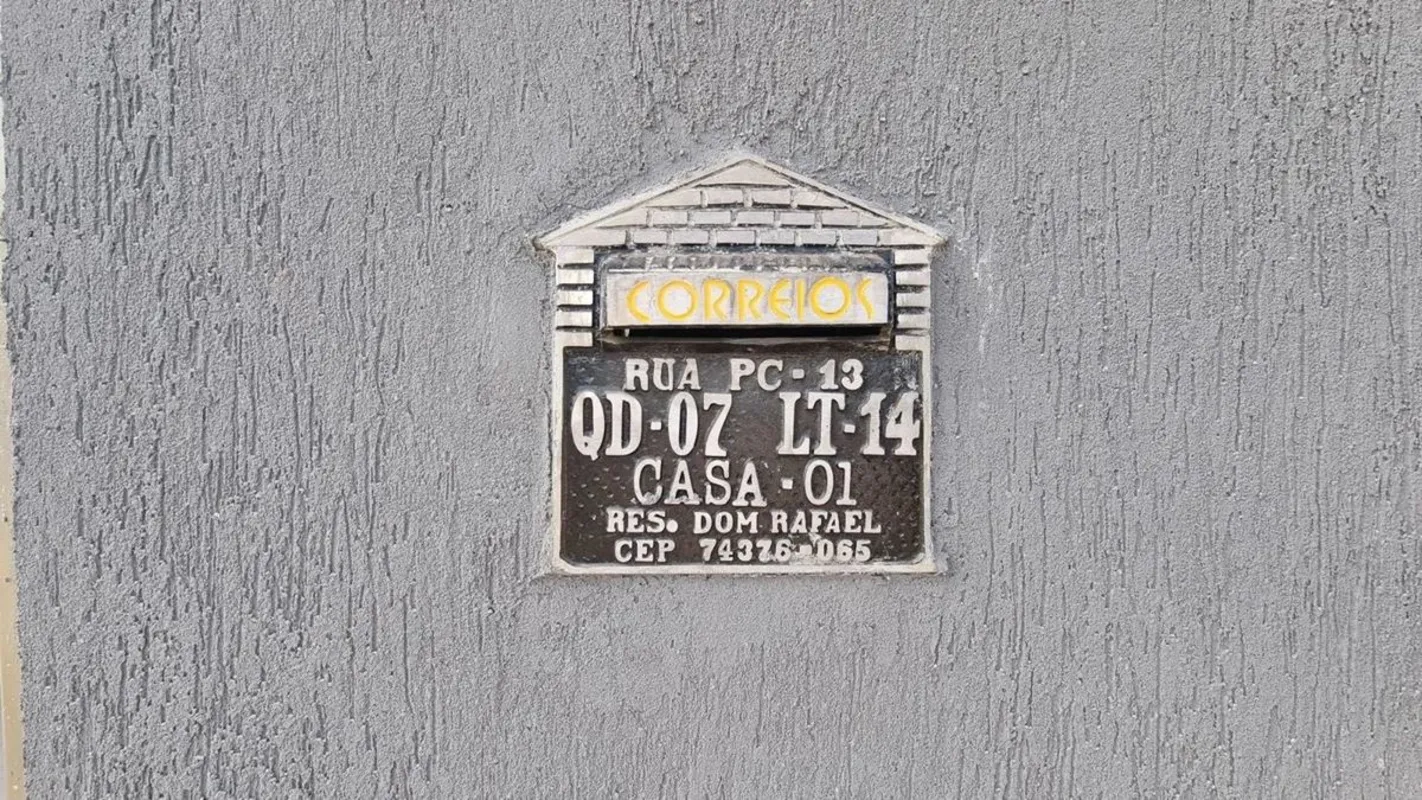 CORREIOS
RUA PC-13
QD-07 LT-14
CASA-01
RES. DOM RAFAEL
CEP 74376-065